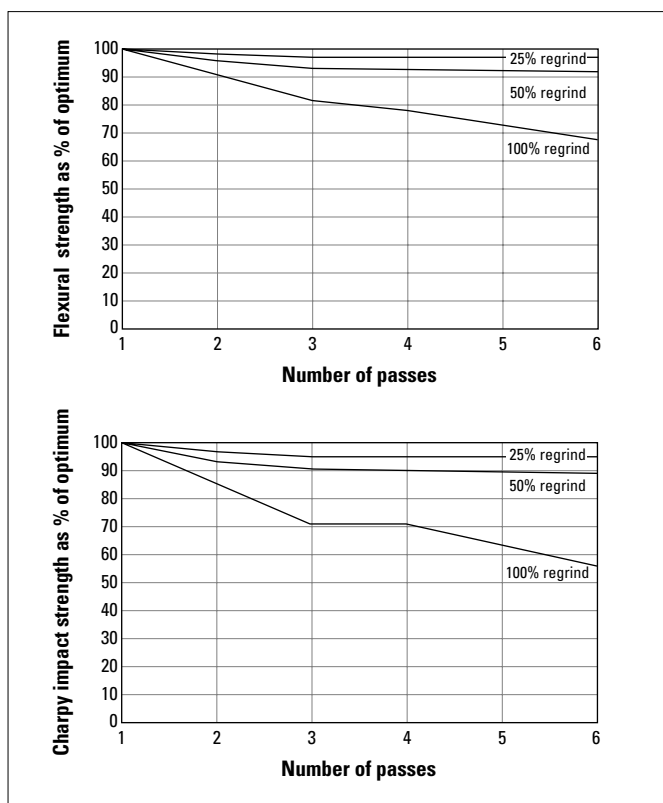 Flexural strength as % of optimum
100
90
80
70
60
50
40
30
20
10
0
25% regrind
50% regrind
100% regrind
1 2 3 4 5 6
Number of passes
Charpy impact strength as % of optimum
100
90
80
70
60
50
40
30
20
10
0
25% regrind
50% regrind
100% regrind
1 2 3 4 5 6
Number of passes